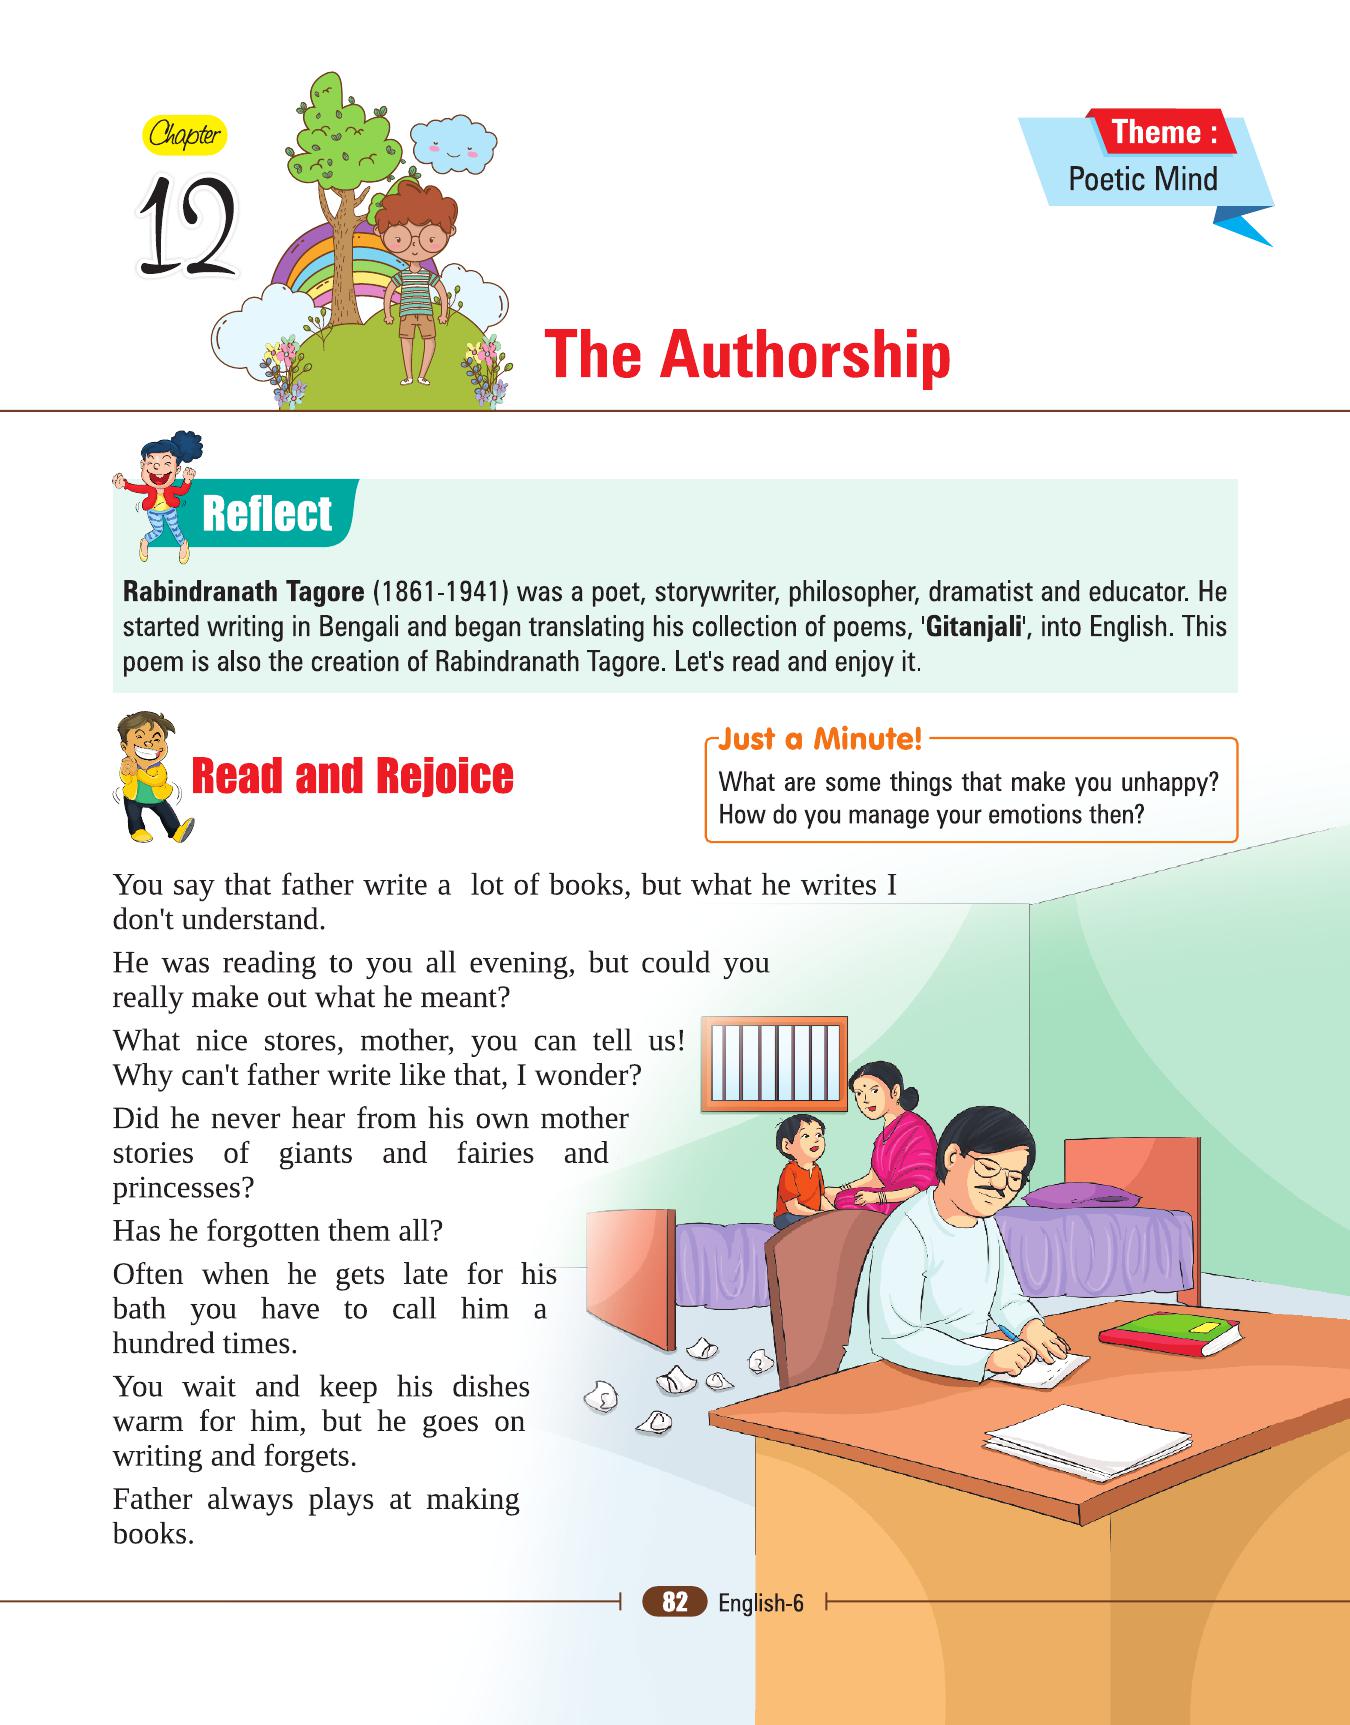 Chapter
12
Theme :
Poetic Mind
The Authorship
Reflect
Rabindranath Tagore (1861-1941) was a poet, storywriter, philosopher, dramatist and educator. He
started writing in Bengali and began translating his collection of poems, 'Gitanjali', into English. This
poem is also the creation of Rabindranath Tagore. Let's read and enjoy it.
Read and Rejoice
Just a Minute!
What are some things that make you unhappy?
How do you manage your emotions then?
You say that father write a lot of books, but what he writes I
don't understand.
He was reading to you all evening, but could you
really make out what he meant?
What nice stores, mother, you can tell us!
Why can't father write like that, I wonder?
Did he never hear from his own mother
stories of giants and fairies and
princesses?
Has he forgotten them all?
Often when he gets late for his
bath you have to call him a
hundred times.
You wait and keep his dishes
warm for him, but he goes on
writing and forgets.
Father always plays at making
books.
82 English-6